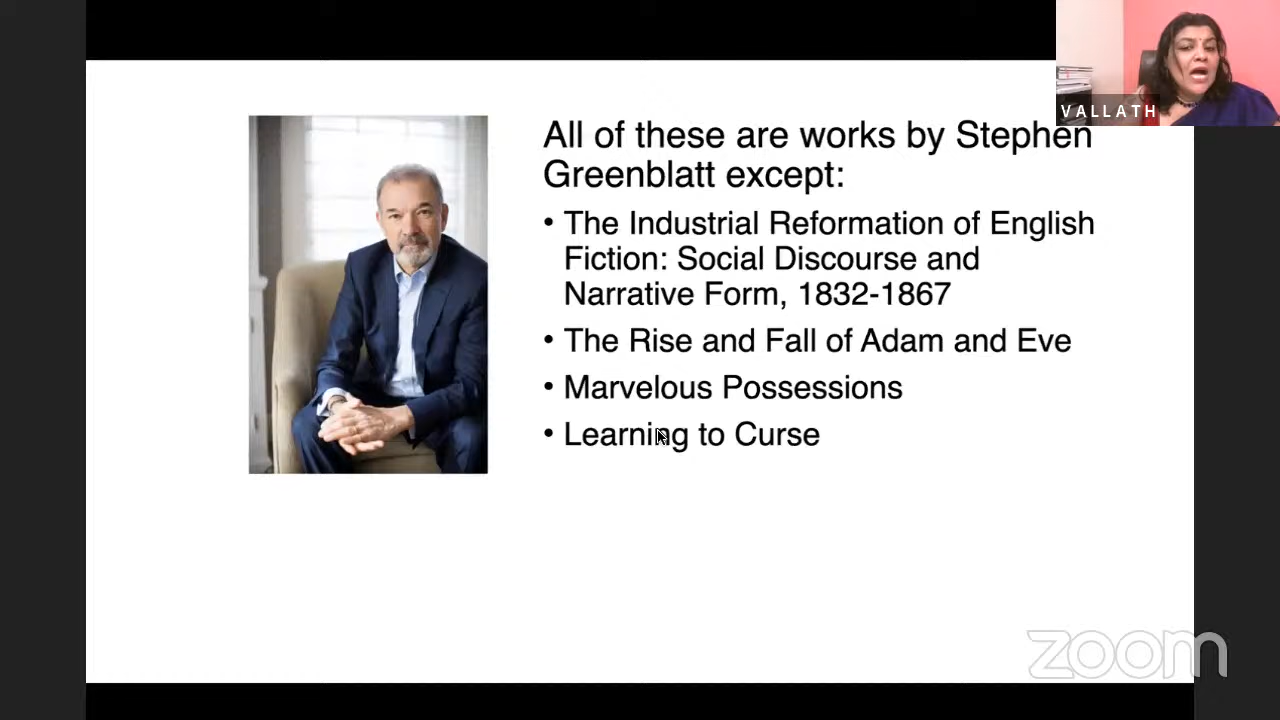 VALLATH
All of these are works by Stephen
Greenblatt except:
• The Industrial Reformation of English
Fiction: Social Discourse and
Narrative Form, 1832-1867
• The Rise and Fall of Adam and Eve
• Marvelous Possessions
• Learning to Curse
zoom